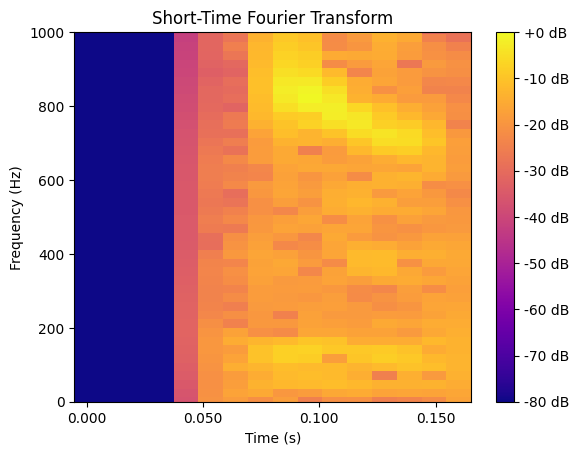 Short-Time Fourier Transform
Frequency (Hz)
1000
800
600
400
200
0
0.000
0.050
0.100
0.150
Time (s)
+0 dB
-10 dB
-20 dB
-30 dB
-40 dB
-50 dB
-60 dB
-70 dB
-80 dB